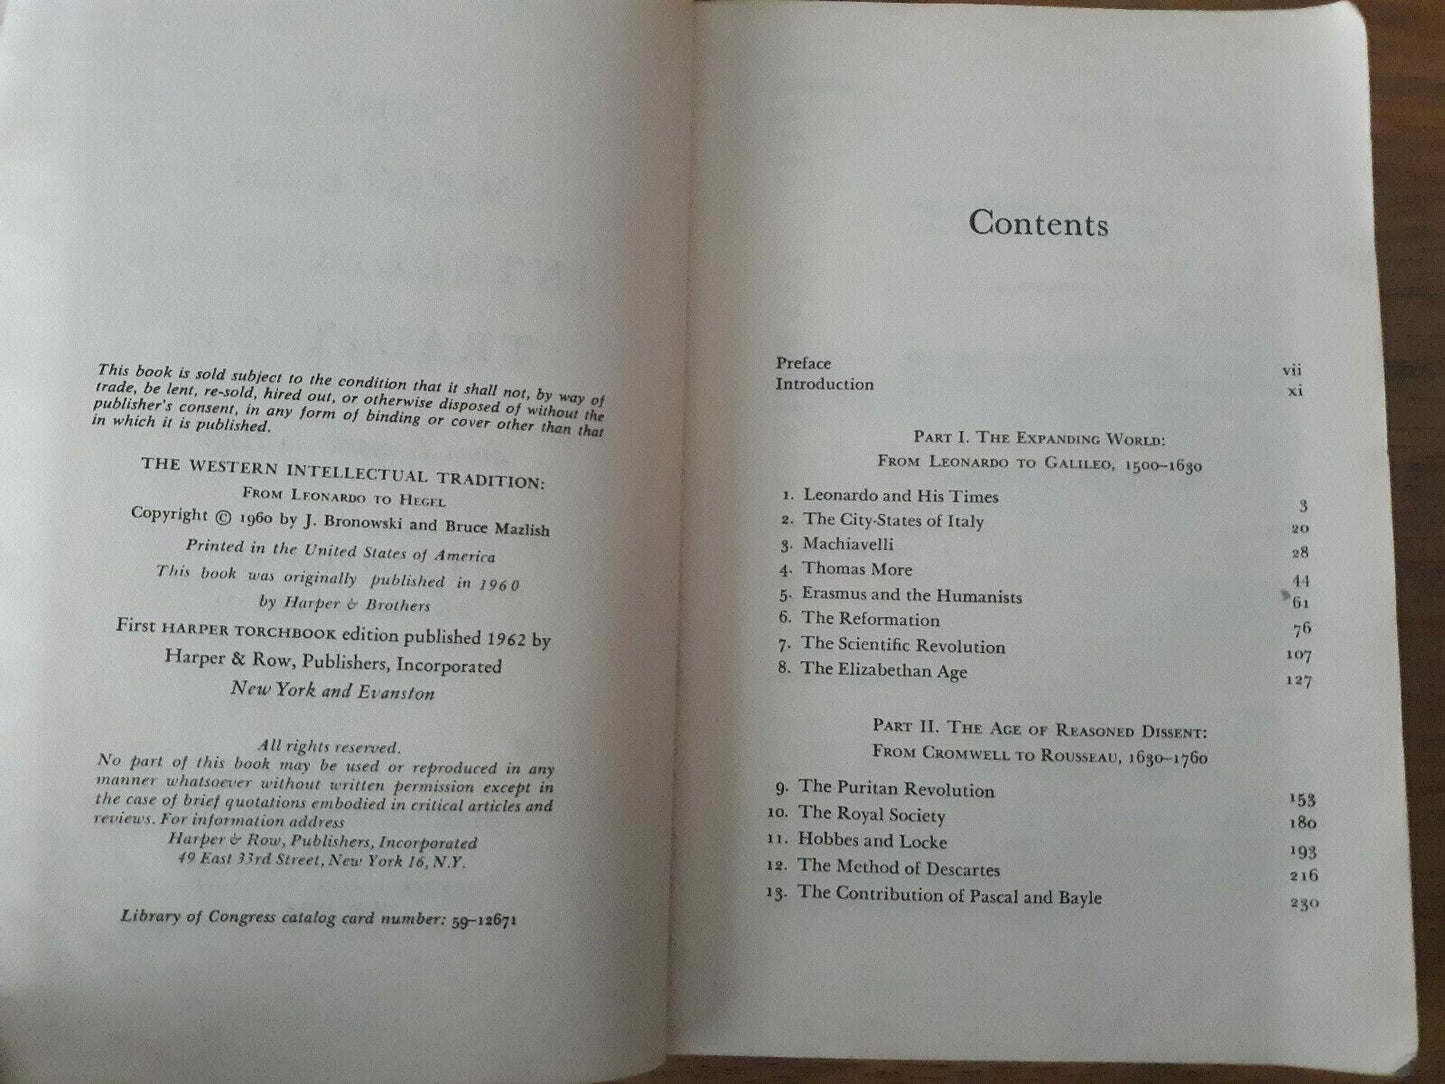 This book is sold subject to the condition that it shall not, by way of
trade, be lent, re-sold, hired out, or otherwise disposed of without the
publisher's consent, in any form of binding or cover other than that
in which it is published.
THE WESTERN INTELLECTUAL TRADITION:
FROM LEONARDO TO HEGEL
Copyright © 1960 by J. Bronowski and Bruce Mazlish
Printed in the United States of America
This book was originally published in 1960
by Harper & Brothers
First HARPER TORCHBOOK edition published 1962 by
Harper & Row, Publishers, Incorporated
New York and Evanston
All rights reserved.
No part of this book may be used or reproduced in any
manner whatsoever without written permission except in
the case of brief quotations embodied in critical articles and
reviews. For information address
Harper & Row, Publishers, Incorporated
49 East 33rd Street, New York 16, N.Y.
Library of Congress catalog card number: 59-12671
Contents
Preface vii
Introduction xi
PART I. THE EXPANDING WORLD:
FROM LEONARDO TO GALILEO, 1500–1630
1. Leonardo and His Times 3
2. The City-States of Italy 20
3. Machiavelli 28
4. Thomas More 44
5. Erasmus and the Humanists 61
6. The Reformation 76
7. The Scientific Revolution 107
8. The Elizabethan Age 127
PART II. THE AGE OF REASONED DISSENT:
FROM CROMWELL TO ROUSSEAU, 1630–1760
9. The Puritan Revolution 153
10. The Royal Society 180
11. Hobbes and Locke 193
12. The Method of Descartes 216
13. The Contribution of Pascal and Bayle 230